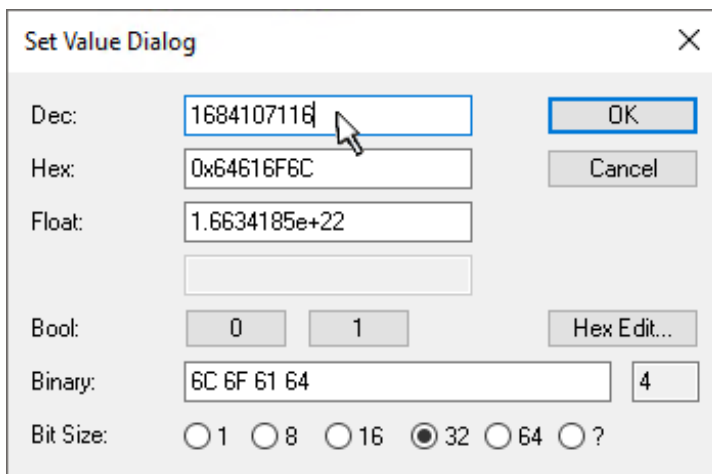 Set Value Dialog
Dec: 1684107116 OK
Hex: 0x64616F6C Cancel
Float: 1.6634185e+22
Bool: 0 1 Hex Edit...
Binary: 6C 6F 61 64 4
Bit Size: 1 8 16 32 64 ?